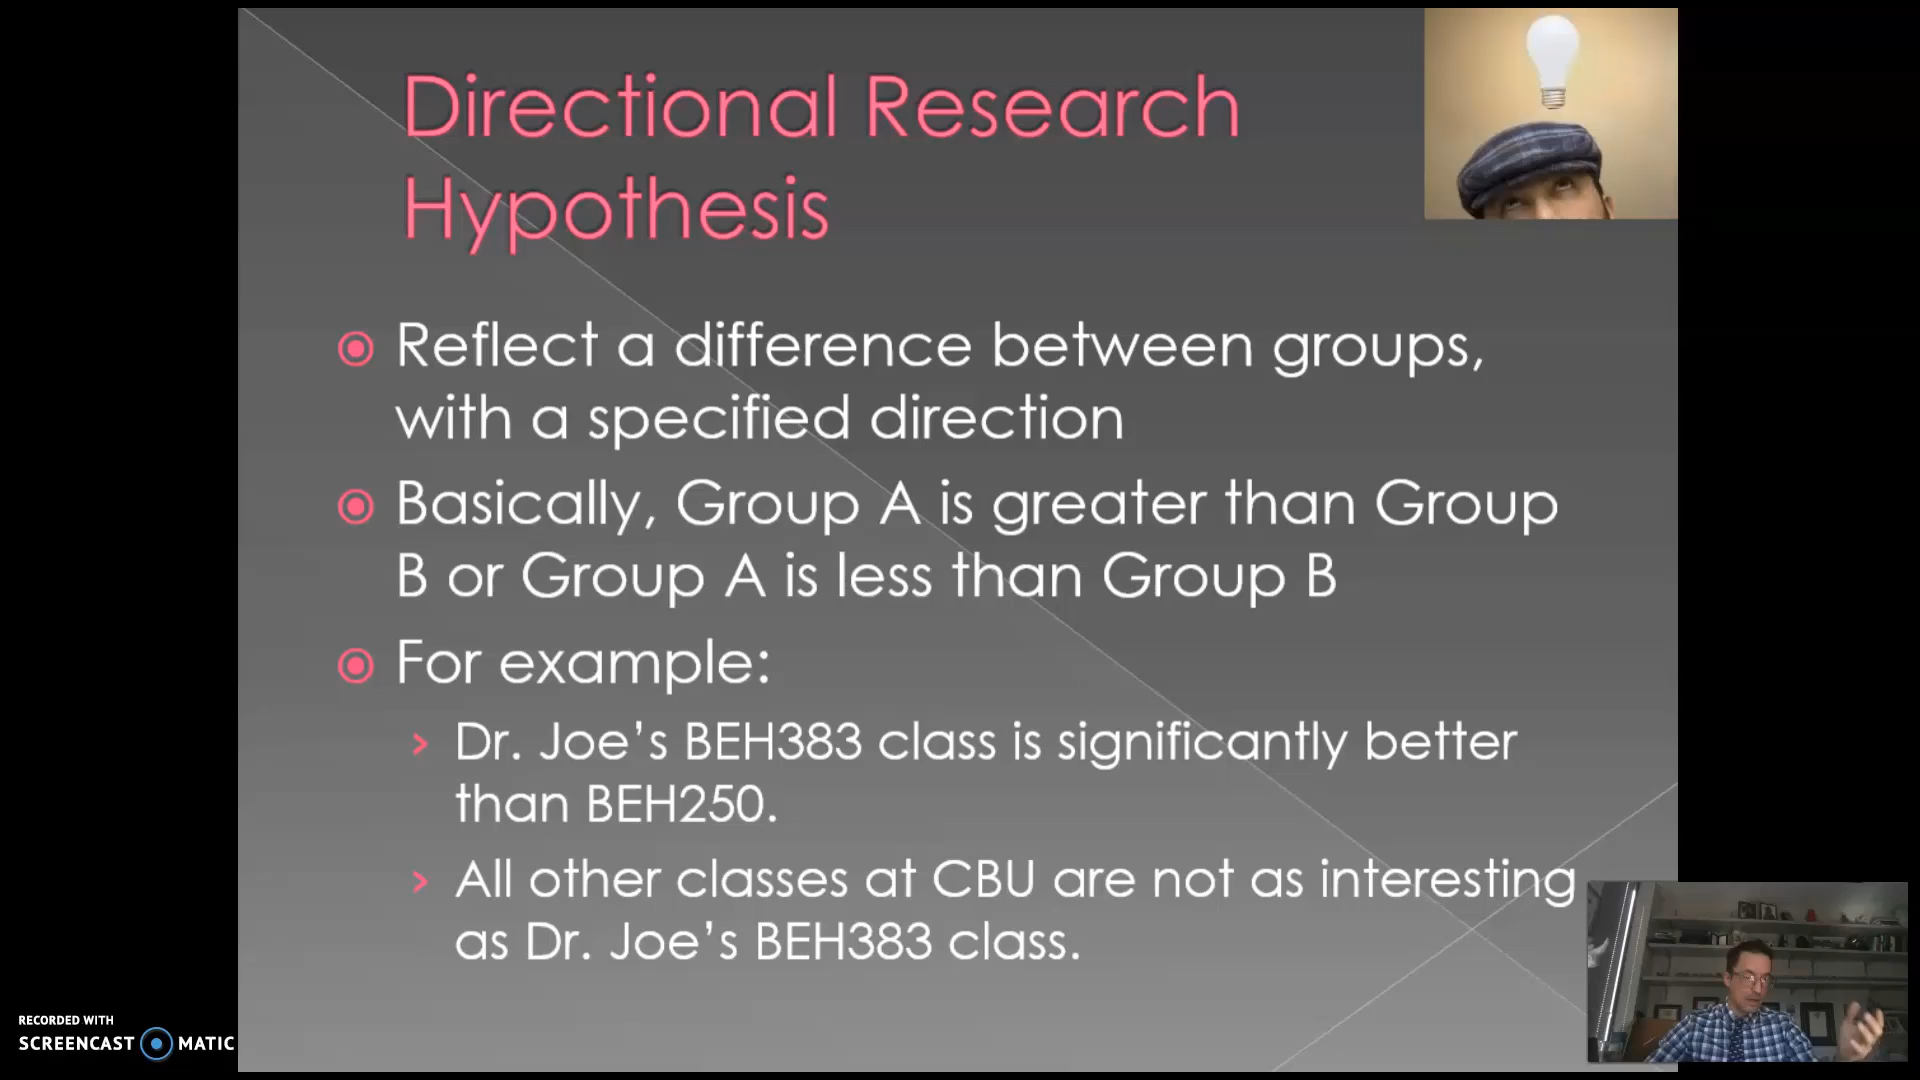 Directional Research
Hypothesis
Reflect a difference between groups,
with a specified direction
Basically, Group A is greater than Group
B or Group A is less than Group B
For example:
Dr. Joe’s BEH383 class is significantly better
than BEH250.
All other classes at CBU are not as interesting
as Dr. Joe’s BEH383 class.
RECORDED WITH
SCREENCAST MATIC